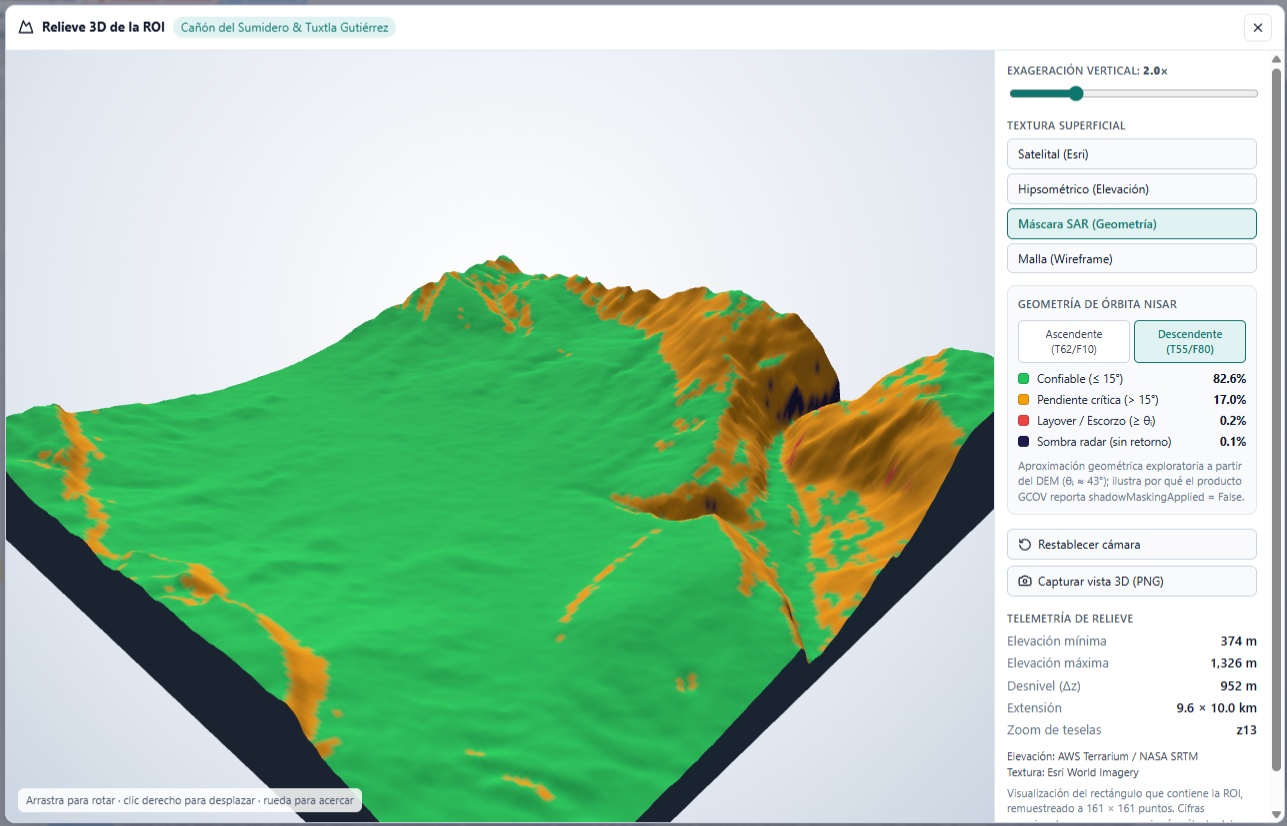 Relieve 3D de la ROI
Cañón del Sumidero & Tuxtla Gutiérrez
EXAGERACIÓN VERTICAL: 2.0×
TEXTURA SUPERFICIAL
Satelital (Esri)
Hipsométrico (Elevación)
Máscara SAR (Geometría)
Malla (Wireframe)
GEOMETRÍA DE ÓRBITA NISAR
Ascendente
(T62/F10)
Descendente
(T55/F80)
Confiable (≤ 15°) 82.6%
Pendiente crítica (> 15°) 17.0%
Layover / Escorzo (≥ θᵢ) 0.2%
Sombra radar (sin retorno) 0.1%
Aproximación geométrica exploratoria a partir
del DEM (θᵢ ≈ 43°); ilustra por qué el producto
GCOV reporta shadowMaskingApplied = False.
Restablecer cámara
Capturar vista 3D (PNG)
TELEMETRÍA DE RELIEVE
Elevación mínima 374 m
Elevación máxima 1,326 m
Desnivel (Δz) 952 m
Extensión 9.6 × 10.0 km
Zoom de teselas z13
Elevación: AWS Terrarium / NASA SRTM
Textura: Esri World Imagery
Visualización del rectángulo que contiene la ROI,
remuestreado a 161 × 161 puntos. Cifras
Arrastra para rotar · clic derecho para desplazar · rueda para acercar